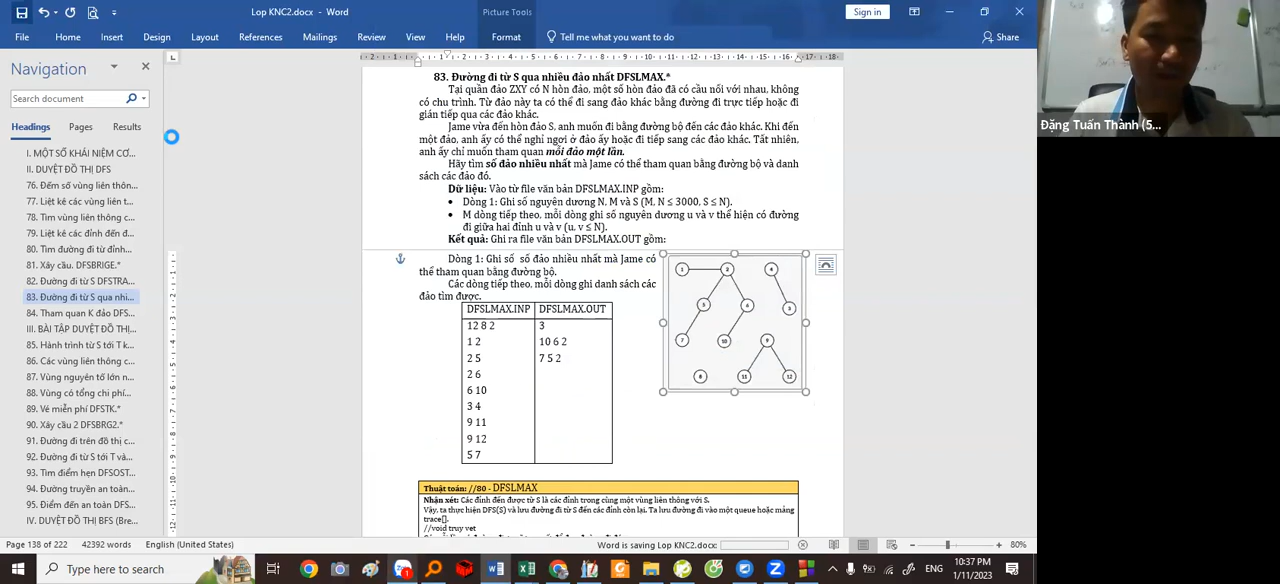 Lop KNC2.docx - Word
Picture Tools
Sign in
File
Home
Insert
Design
Layout
References
Mailings
Review
View
Help
Format
Tell me what you want to do
Share
Navigation
Search document
Headings
Pages
Results
I. MỘT SỐ KHÁI NIỆM CƠ...
II. DUYỆT ĐỒ THỊ DFS
76. Đếm số vùng liên thôn...
77. Liệt kê các vùng liên t...
78. Tìm vùng liên thông c...
79. Liệt kê các đỉnh đến đ...
80. Tìm đường đi từ đỉnh...
81. Xây cầu. DFSBRIGE.*
82. Đường đi từ S DFSTRA...
83. Đường đi từ S qua nhi...
84. Tham quan K đảo DFS...
III. BÀI TẬP DUYỆT ĐỒ THỊ...
85. Hành trình từ S tới T k...
86. Các vùng liên thông c...
87. Vùng nguyên tố lớn n...
88. Vùng có tổng chi phí...
89. Vé miễn phí DFSTK.*
90. Xây cầu 2 DFSBRG2.*
91. Đường đi trên đồ thị c...
92. Đường đi từ S tới T và...
93. Tìm điểm hẹn DFSOST...
94. Đường truyền an toàn...
95. Điểm đến an toàn DFS...
IV. DUYỆT ĐỒ THỊ BFS (Bre...
83. Đường đi từ S qua nhiều đảo nhất DFSLMAX.*
Tại quần đảo ZXY có N hòn đảo, một số hòn đảo đã có cầu nối với nhau, không
có chu trình. Từ đảo này ta có thể đi sang đảo khác bằng đường đi trực tiếp hoặc đi
gián tiếp qua các đảo khác.
Jame vừa đến hòn đảo S, anh muốn đi bằng đường bộ đến các đảo khác. Khi đến
một đảo, anh ấy có thể nghỉ ngơi ở đảo ấy hoặc đi tiếp sang các đảo khác. Tất nhiên,
anh ấy chỉ muốn tham quan mỗi đảo một lần.
Hãy tìm số đảo nhiều nhất mà Jame có thể tham quan bằng đường bộ và danh
sách các đảo đó.
Dữ liệu: Vào từ file văn bản DFSLMAX.INP gồm:
• Dòng 1: Ghi số nguyên dương N, M và S (M, N ≤ 3000, S ≤ N).
• M dòng tiếp theo, mỗi dòng ghi số nguyên dương u và v thể hiện có đường
đi giữa hai đỉnh u và v (u, v ≤ N).
Kết quả: Ghi ra file văn bản DFSLMAX.OUT gồm:
Dòng 1: Ghi số số đảo nhiều nhất mà Jame có
thể tham quan bằng đường bộ.
Các dòng tiếp theo, mỗi dòng ghi danh sách các
đảo tìm được.
DFSLMAX.INP DFSLMAX.OUT
12 8 2 3
1 2 10 6 2
2 5 7 5 2
2 6
6 10
3 4
9 11
9 12
5 7
1 2 4
5 6 3
7 10 9
8 11 12
Thuật toán: //80 - DFSLMAX
Nhận xét: Các đỉnh đến được từ S là các đỉnh trong cùng một vùng liên thông với S.
Vậy, ta thực hiện DFS(S) và lưu đường đi từ S đến các đỉnh còn lại. Ta lưu đường đi vào một queue hoặc mảng
trace[].
//void truy vet
Đặng Tuấn Thành (5...
Page 138 of 222
42392 words
English (United States)
Word is saving Lop KNC2.docx:
80%
Type here to search
ENG
10:37 PM
1/11/2023